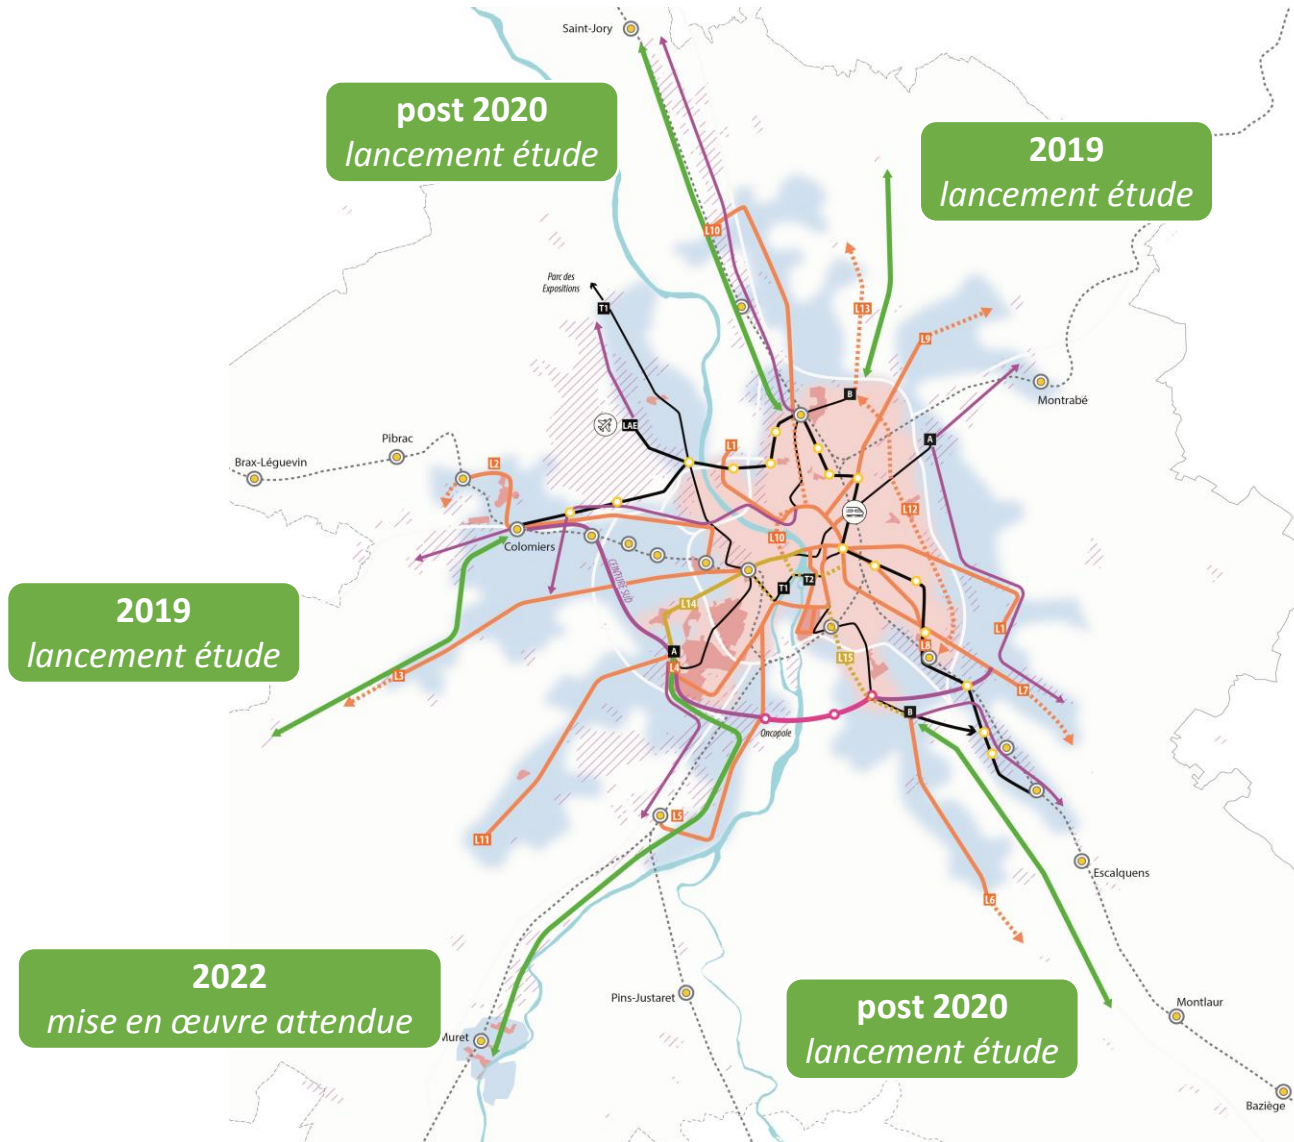 Saint-Jory
post 2020
lancement étude
2019
lancement étude
L10
Parc des
Expositions
T1
L13
L9
Montrabé
B
LAE
A
L1
Pibrac
Brax-Léguevin
L2
L12
L10
Colomiers
CEINTURE SUD
T2
T1
L14
2019
lancement étude
L1
L8
L15
A
L4
L3
L7
B
Oncopole
L5
L11
Escalquens
L6
2022
mise en œuvre attendue
Pins-Justaret
post 2020
lancement étude
Montlaur
Muret
Baziège